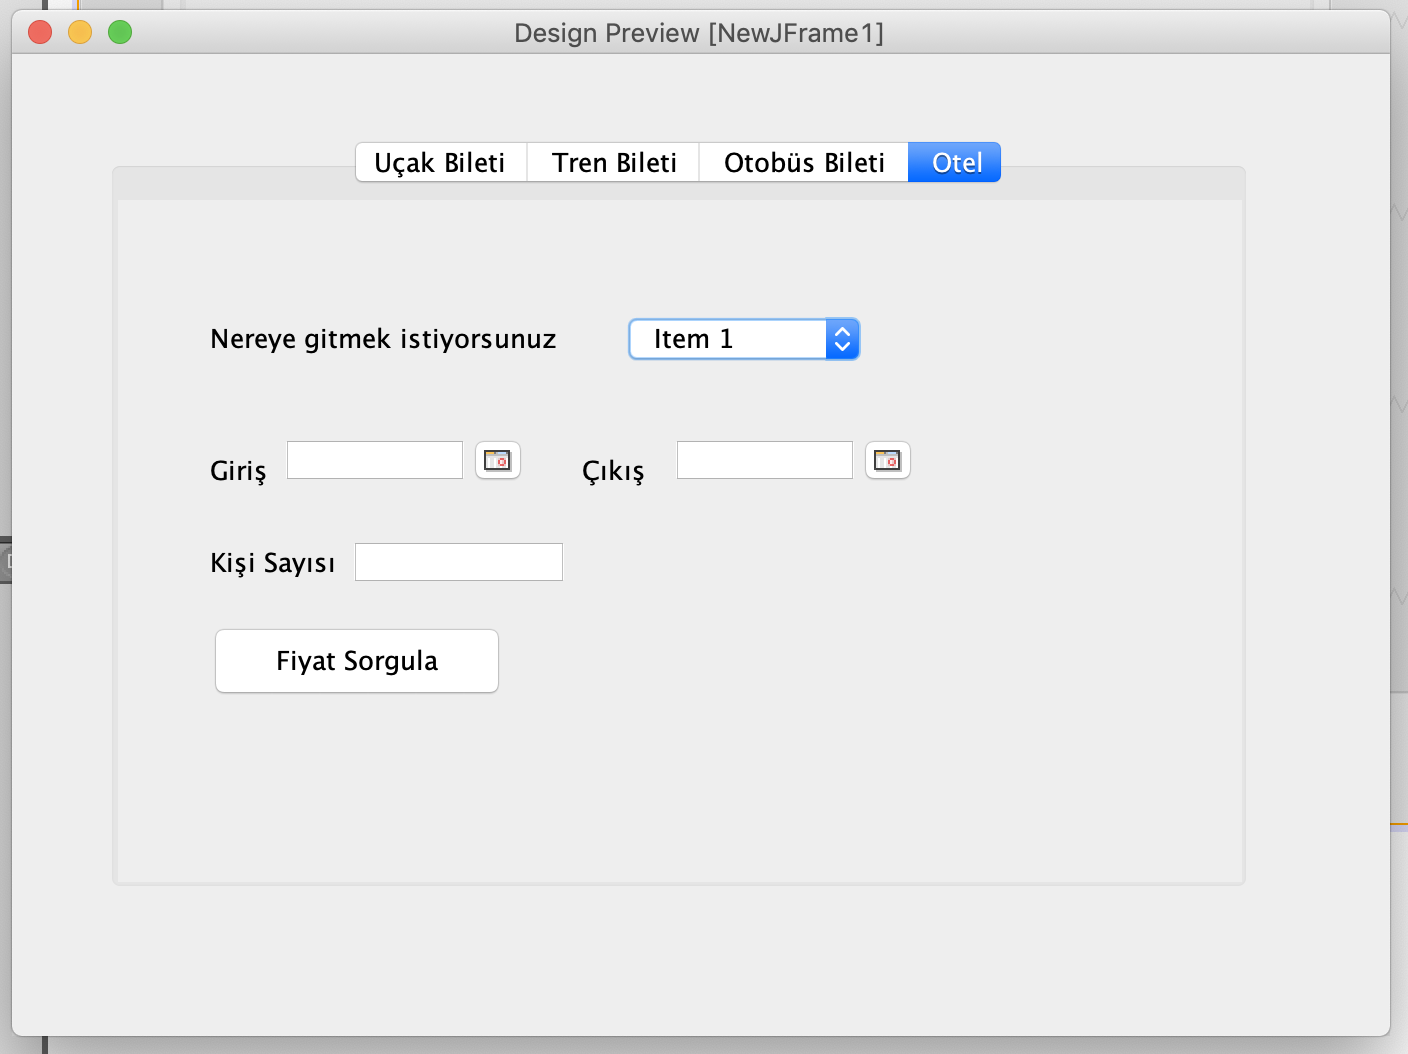 Design Preview [NewJFrame1]
Uçak Bileti Tren Bileti Otobüs Bileti Otel
Nereye gitmek istiyorsunuz Item 1
Giriş Çıkış
Kişi Sayısı
Fiyat Sorgula